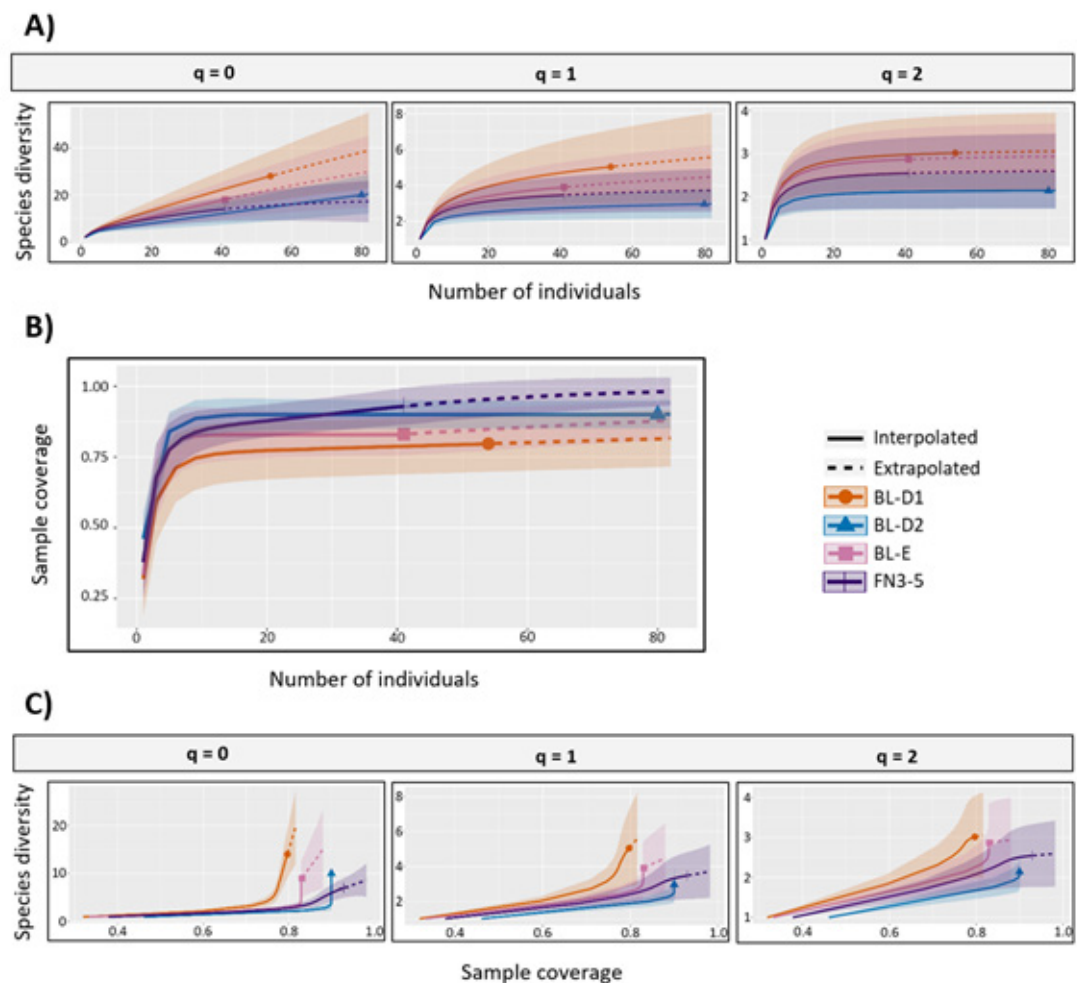 A)
q = 0 q = 1 q = 2
Species diversity
40
20
0
0 20 40 60 80
8
6
4
2
0 20 40 60 80
4
3
2
1
0 20 40 60 80
Number of individuals
B)
Sample coverage
1.00
0.75
0.50
0.25
0 20 40 60 80
Number of individuals
Interpolated
Extrapolated
BL-D1
BL-D2
BL-E
FN3-5
C)
q = 0 q = 1 q = 2
Species diversity
20
10
0
0.4 0.6 0.8 1.0
8
6
4
2
0.4 0.6 0.8 1.0
4
3
2
1
0.4 0.6 0.8 1.0
Sample coverage